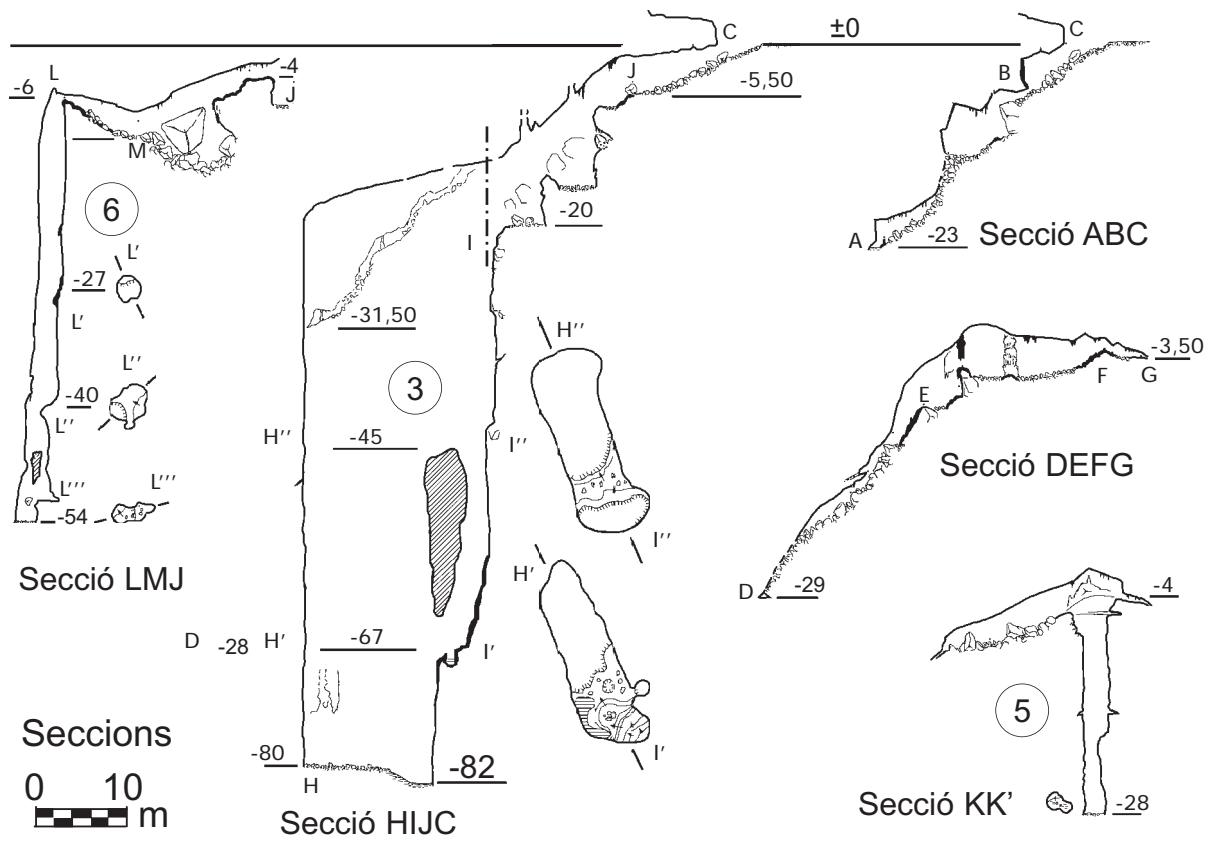 C
±0
C
L
-6
-4
J
M
6
L'
-27
L'
L''
-40
L''
L'''
L'''
-54
Secció LMJ
J
-5,50
-20
I
-31,50
3
H''
-45
I''
H''
I''
D -28 H'
-67
I'
H'
I'
-80
H
-82
Secció HIJC
B
A
-23
Secció ABC
-3,50
E
F
G
Secció DEFG
D
-29
-4
5
Secció KK'
-28
Seccions
0 10
m